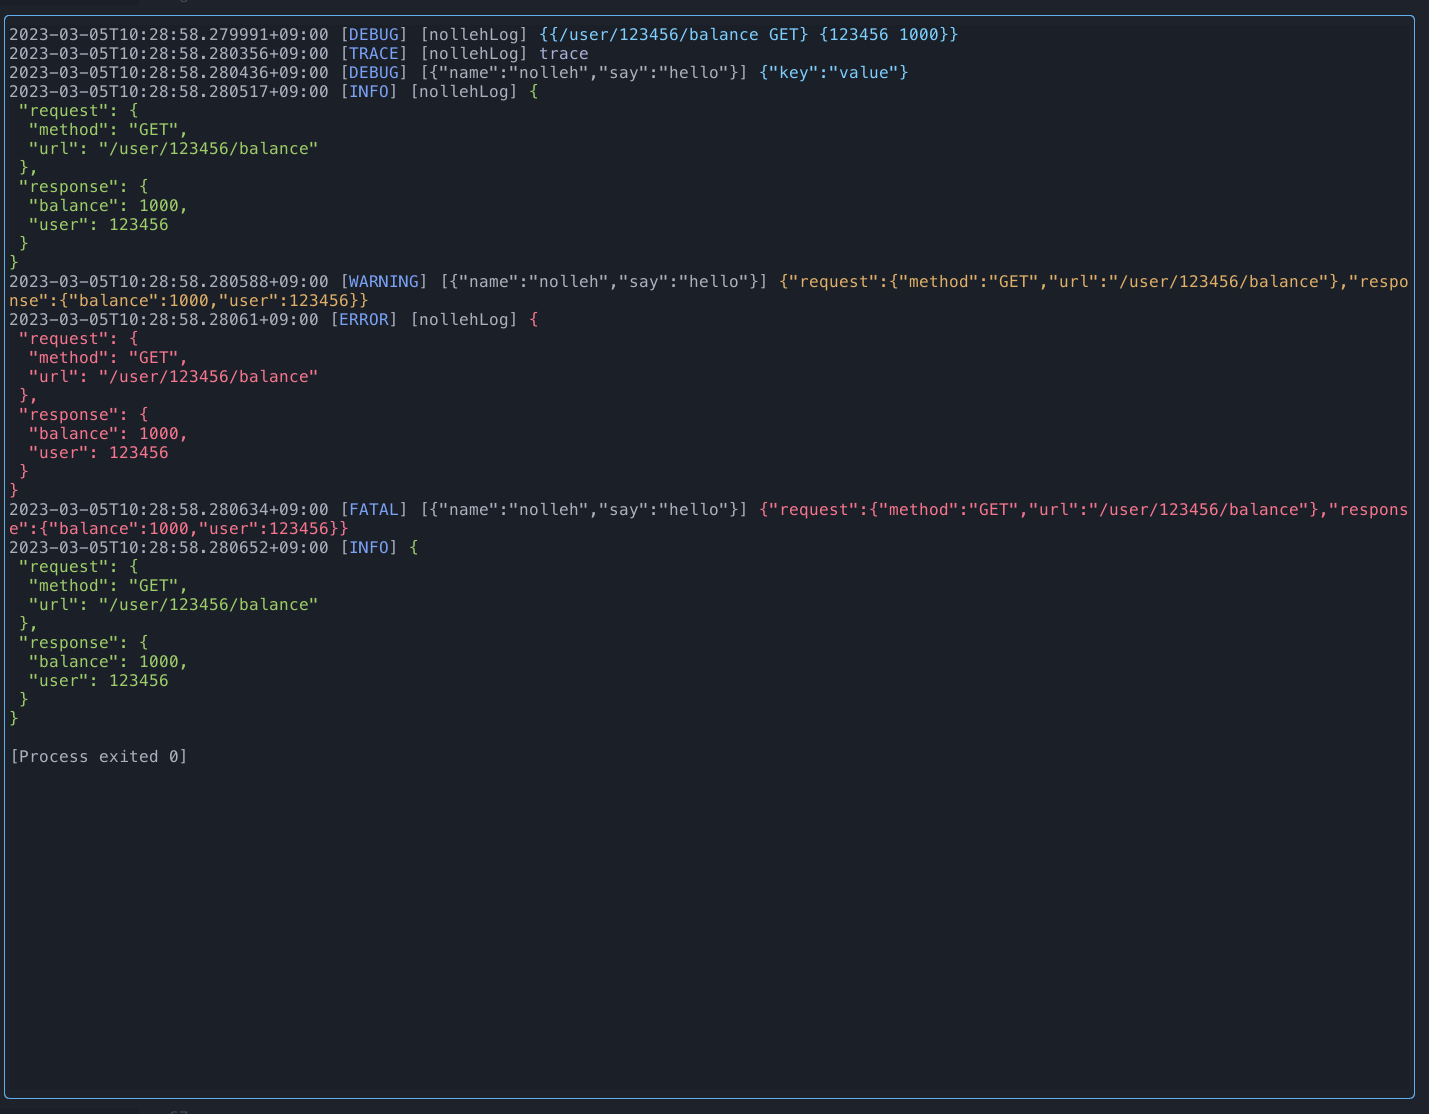 2023-03-05T10:28:58.279991+09:00 [DEBUG] [nollehLog] {{/user/123456/balance GET} {123456 1000}}
2023-03-05T10:28:58.280356+09:00 [TRACE] [nollehLog] trace
2023-03-05T10:28:58.280436+09:00 [DEBUG] [{"name":"nolleh","say":"hello"}] {"key":"value"}
2023-03-05T10:28:58.280517+09:00 [INFO] [nollehLog] {
 "request": {
  "method": "GET",
  "url": "/user/123456/balance"
 },
 "response": {
  "balance": 1000,
  "user": 123456
 }
}
2023-03-05T10:28:58.280588+09:00 [WARNING] [{"name":"nolleh","say":"hello"}] {"request":{"method":"GET","url":"/user/123456/balance"},"respo
nse":{"balance":1000,"user":123456}}
2023-03-05T10:28:58.28061+09:00 [ERROR] [nollehLog] {
 "request": {
  "method": "GET",
  "url": "/user/123456/balance"
 },
 "response": {
  "balance": 1000,
  "user": 123456
 }
}
2023-03-05T10:28:58.280634+09:00 [FATAL] [{"name":"nolleh","say":"hello"}] {"request":{"method":"GET","url":"/user/123456/balance"},"respons
e":{"balance":1000,"user":123456}}
2023-03-05T10:28:58.280652+09:00 [INFO] {
 "request": {
  "method": "GET",
  "url": "/user/123456/balance"
 },
 "response": {
  "balance": 1000,
  "user": 123456
 }
}
[Process exited 0]